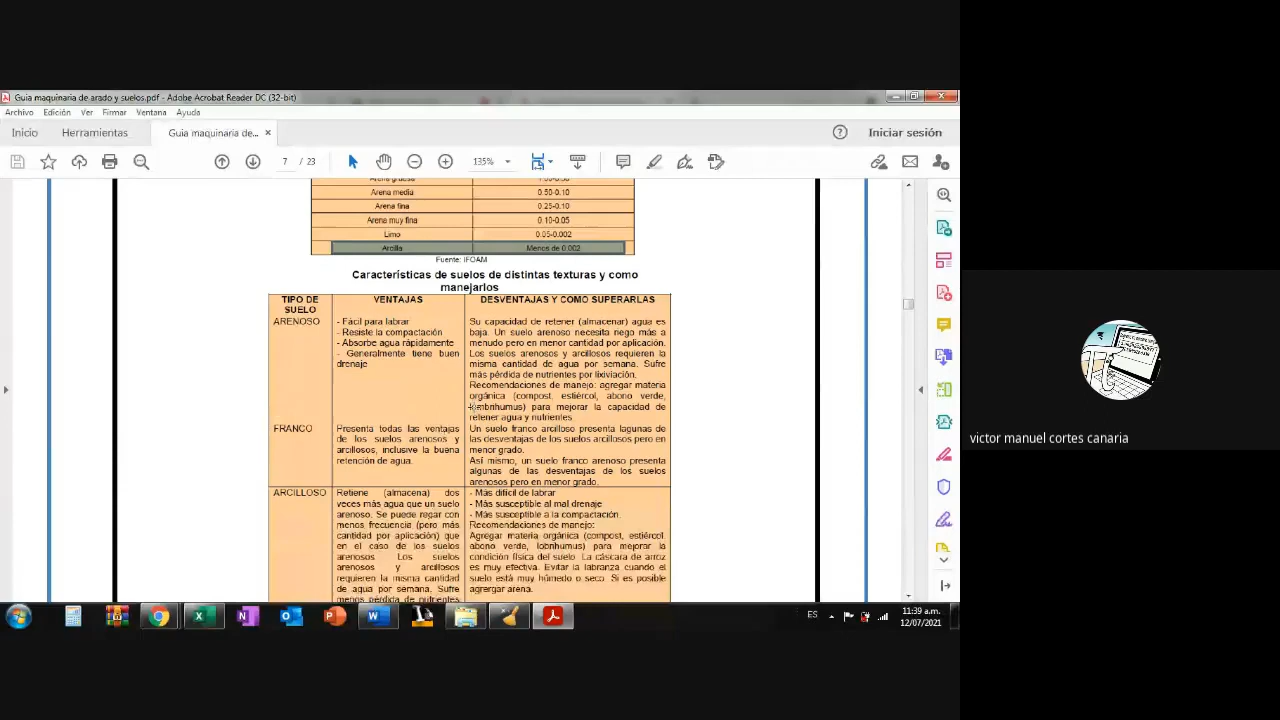 Guia maquinaria de arado y suelos.pdf - Adobe Acrobat Reader DC (32-bit)
Archivo Edición Ver Firmar Ventana Ayuda
Inicio Herramientas Guia maquinaria de... Iniciar sesión
7 / 23 135%
Arena gruesa
Arena media 0.50-0.10
Arena fina 0.25-0.10
Arena muy fina 0.10-0.05
Limo 0.05-0.002
Arcilla Menos de 0.002
Fuente: IFOAM
Características de suelos de distintas texturas y como
manejarlos
TIPO DE SUELO VENTAJAS DESVENTAJAS Y COMO SUPERARLAS
ARENOSO
- Fácil para labrar
- Resiste la compactación
- Absorbe agua rápidamente
- Generalmente tiene buen
drenaje
Su capacidad de retener (almacenar) agua es
baja. Un suelo arenoso necesita riego más a
menudo pero en menor cantidad por aplicación.
Los suelos arenosos y arcillosos requieren la
misma cantidad de agua por semana. Sufre
más pérdida de nutrientes por lixiviación.
Recomendaciones de manejo: agregar materia
orgánica (compost, estiércol, abono verde,
lombrihumus) para mejorar la capacidad de
retener agua y nutrientes.
FRANCO
Presenta todas las ventajas
de los suelos arenosos y
arcillosos, inclusive la buena
retención de agua.
Un suelo franco arcilloso presenta lagunas de
las desventajas de los suelos arcillosos pero en
menor grado.
Así mismo, un suelo franco arenoso presenta
algunas de las desventajas de los suelos
arenosos pero en menor grado.
ARCILLOSO
Retiene (almacena) dos
veces más agua que un suelo
arenoso. Se puede regar con
menos frecuencia (pero más
cantidad por aplicación) que
en el caso de los suelos
arenosos. Los suelos
arenosos y arcillosos
requieren la misma cantidad
de agua por semana. Sufre
menos pérdida de nutrientes
- Más difícil de labrar
- Más susceptible al mal drenaje
- Más susceptible a la compactación.
Recomendaciones de manejo:
Agregar materia orgánica (compost, estiércol,
abono verde, lobrihumus) para mejorar la
condición física del suelo. La cáscara de arroz
es muy efectiva. Evitar la labranza cuando el
suelo está muy húmedo o seco. Si es posible
agrergar arena.
ES 11:39 a.m.
12/07/2021
victor manuel cortes canaria